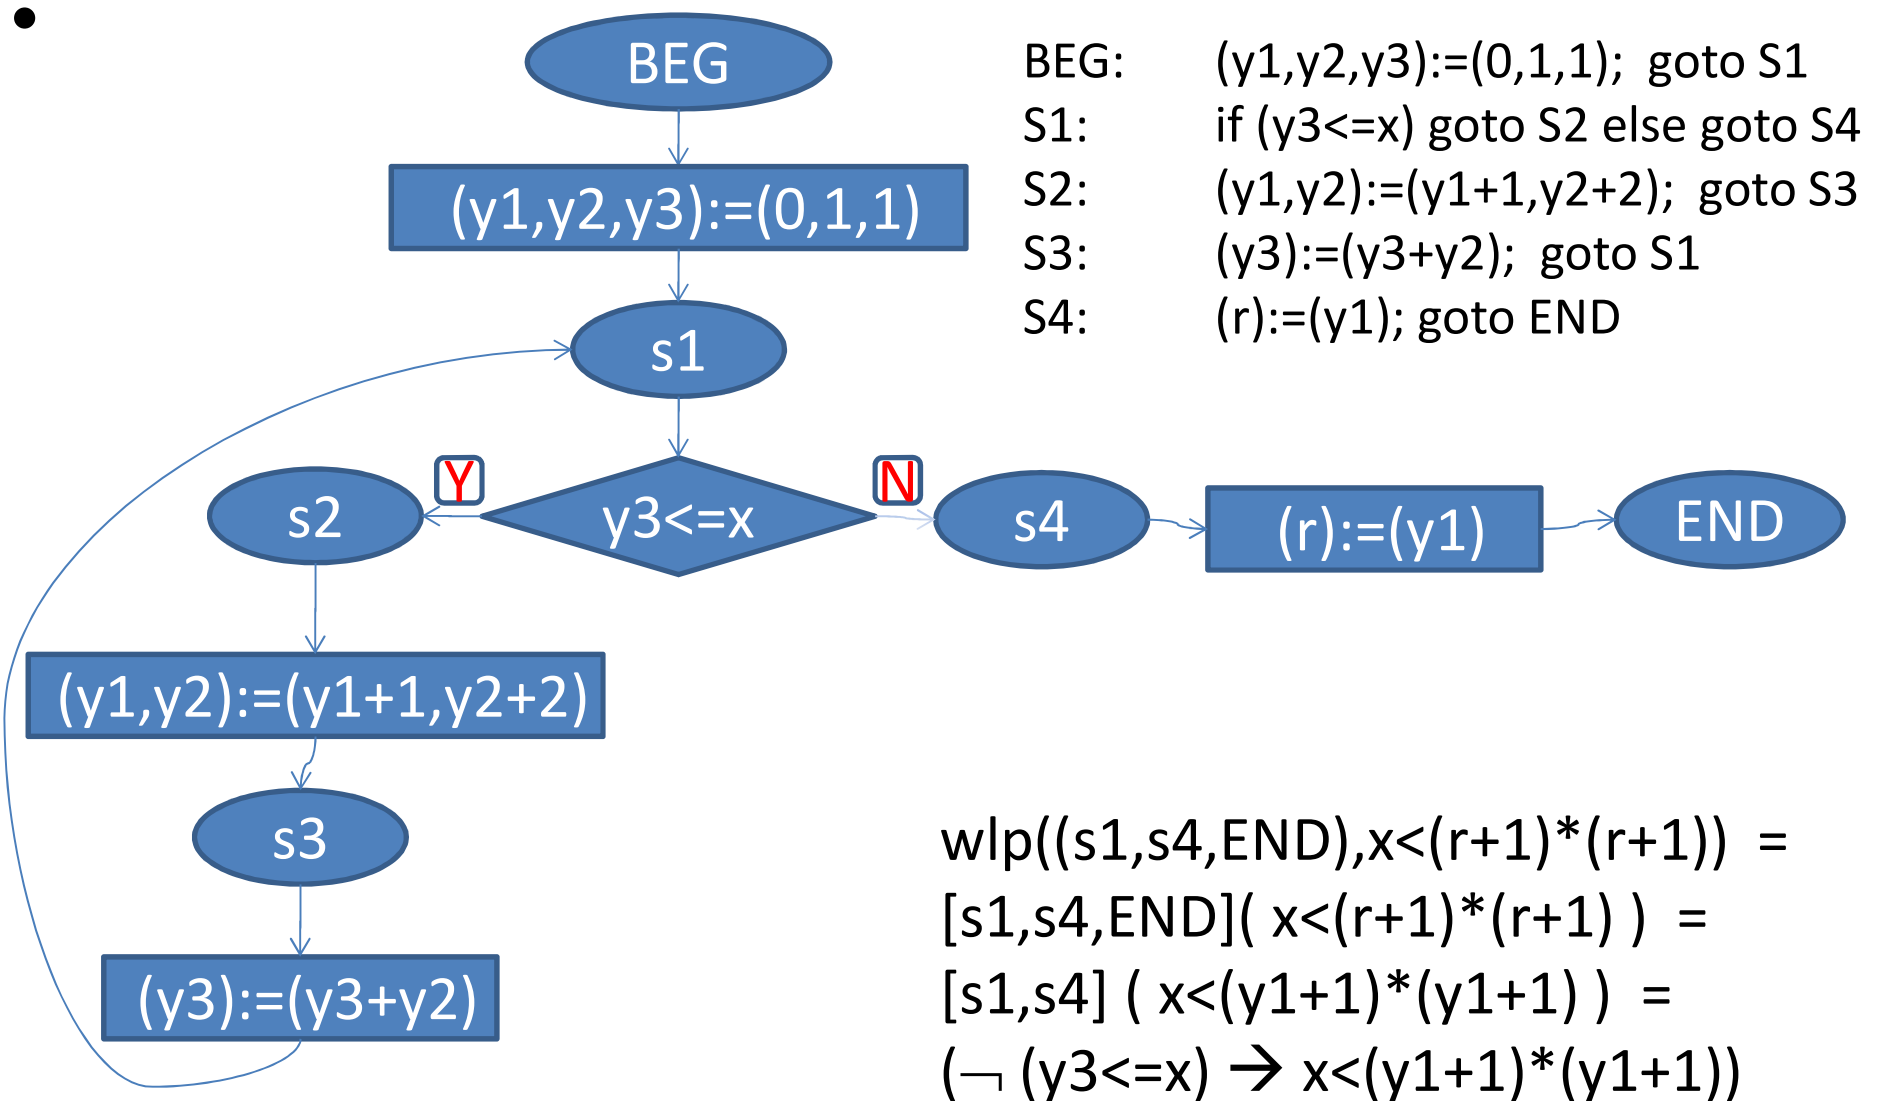 •
BEG
(y1,y2,y3):=(0,1,1)
s1
Y
N
s2
y3<=x
s4
(r):=(y1)
END
(y1,y2):=(y1+1,y2+2)
s3
(y3):=(y3+y2)
BEG: (y1,y2,y3):=(0,1,1); goto S1
S1: if (y3<=x) goto S2 else goto S4
S2: (y1,y2):=(y1+1,y2+2); goto S3
S3: (y3):=(y3+y2); goto S1
S4: (r):=(y1); goto END
wlp((s1,s4,END),x<(r+1)*(r+1)) =
[s1,s4,END]( x<(r+1)*(r+1) ) =
[s1,s4] ( x<(y1+1)*(y1+1) ) =
(¬ (y3<=x) → x<(y1+1)*(y1+1))